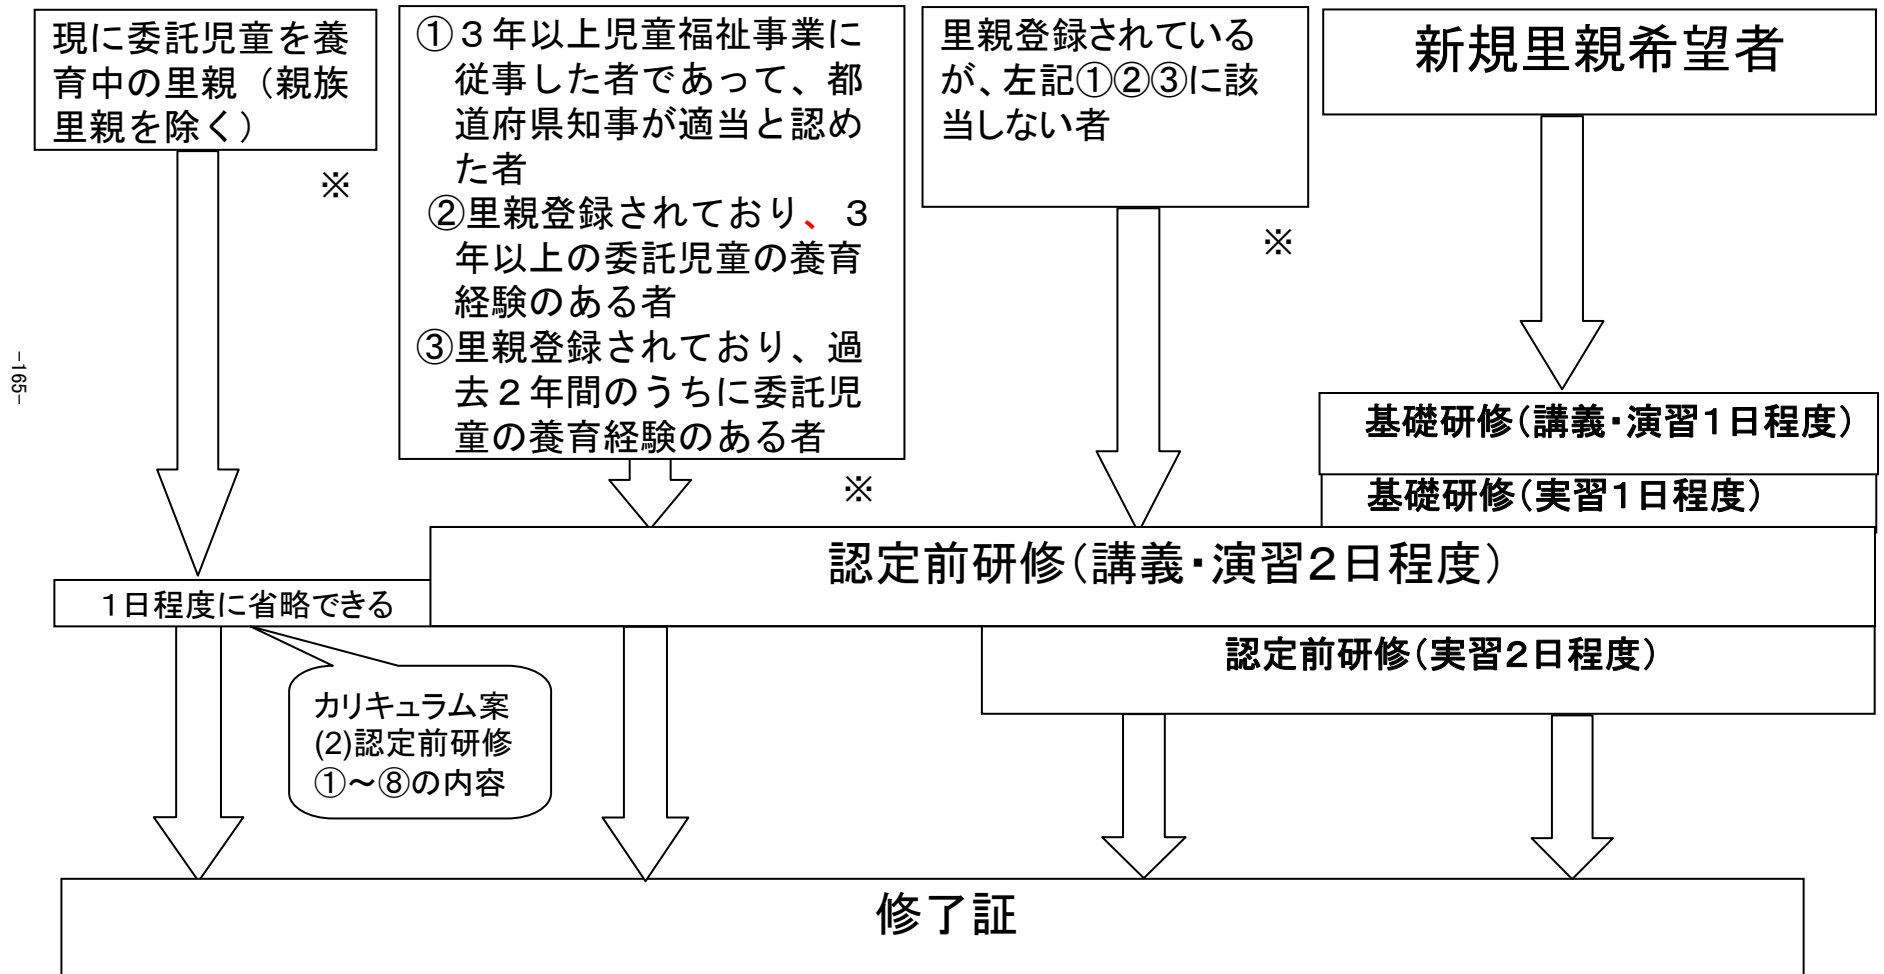 現に委託児童を養
育中の里親（親族
里親を除く）
※
①３年以上児童福祉事業に
従事した者であって、都
道府県知事が適当と認め
た者
②里親登録されており、３
年以上の委託児童の養育
経験のある者
③里親登録されており、過
去２年間のうちに委託児
童の養育経験のある者
※
里親登録されている
が、左記①②③に該
当しない者
※
新規里親希望者
基礎研修（講義・演習１日程度）
基礎研修（実習１日程度）
認定前研修（講義・演習２日程度）
１日程度に省略できる
認定前研修（実習２日程度）
カリキュラム案
(2)認定前研修
①～⑧の内容
修了証
-165-